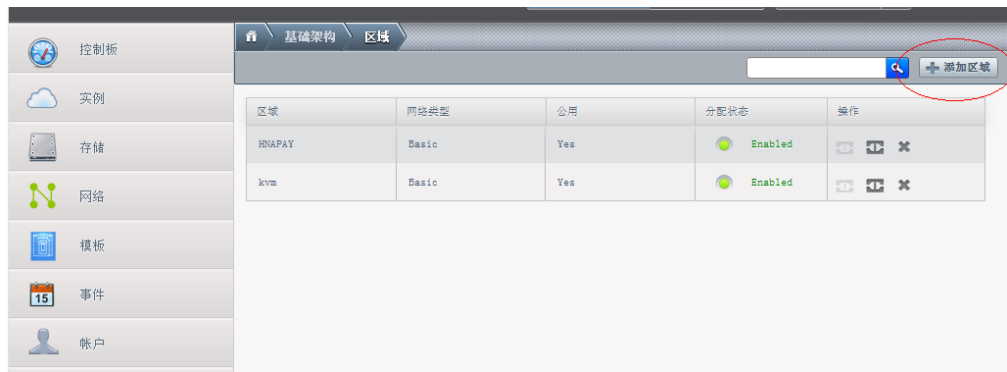 基础架构 区域
添加区域
控制板
实例
存储
网络
模板
15 事件
帐户
区域 网络类型 公用 分配状态 操作
HNAPAY Basic Yes Enabled
kvm Basic Yes Enabled